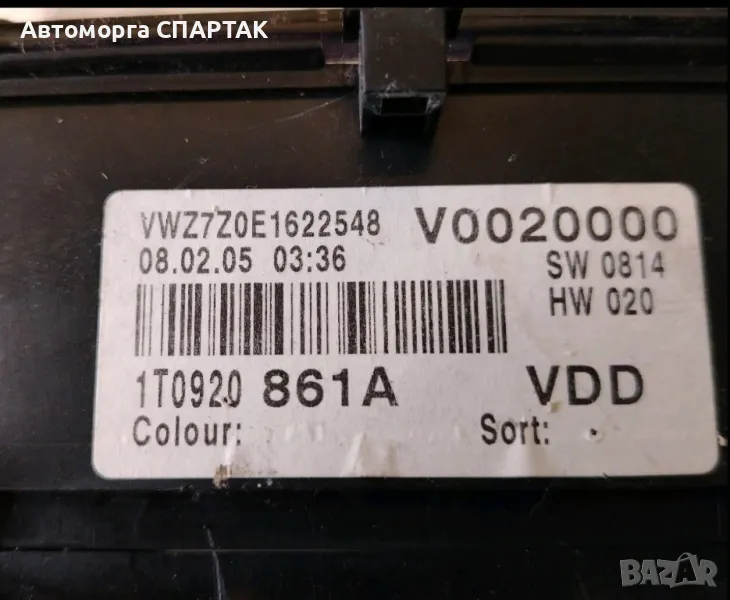 Автоморга СПАРТАК
VWZ7Z0E1622548 V0020000
08.02.05 03:36 SW 0814
HW 020
1T0920 861A VDD
Colour: Sort:
BAZAR